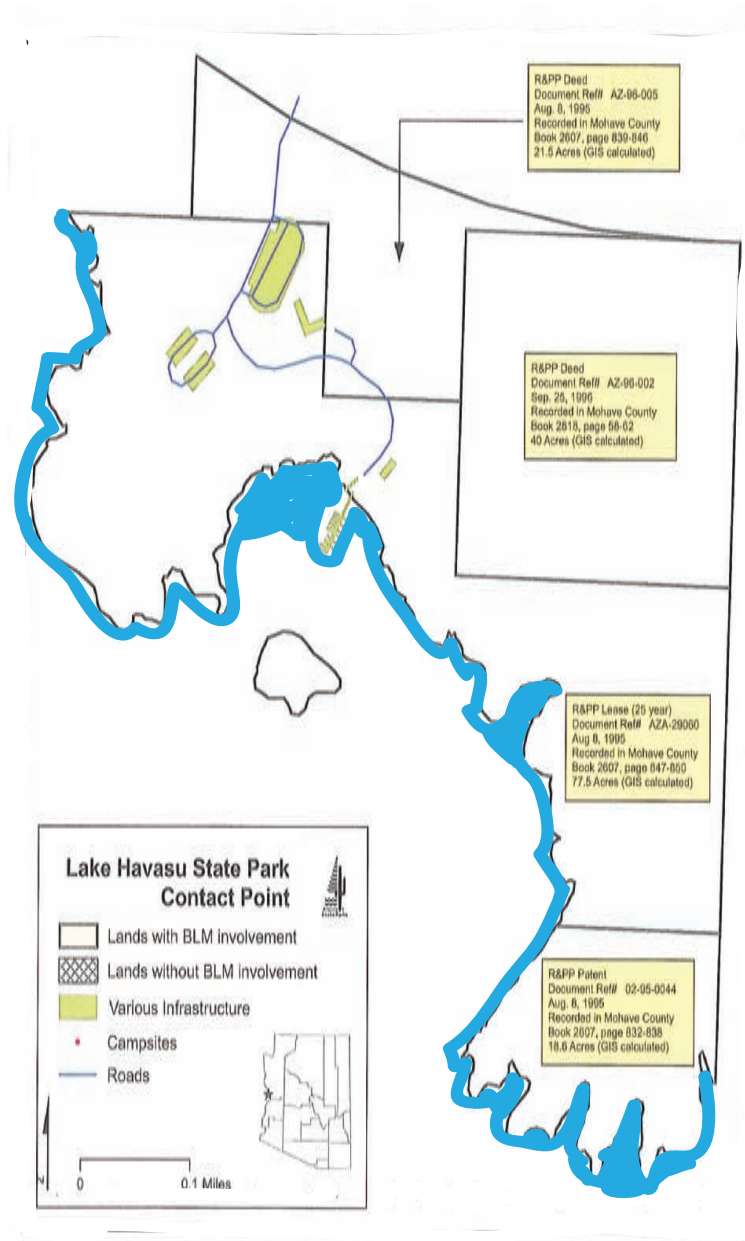 R&PP Deed
Document Ref# AZ-96-005
Aug. 8, 1995
Recorded in Mohave County
Book 2607, page 839-846
21.5 Acres (GIS calculated)
R&PP Deed
Document Ref# AZ-96-002
Sep. 25, 1996
Recorded in Mohave County
Book 2818, page 58-62
40 Acres (GIS calculated)
R&PP Lease (25 year)
Document Ref# AZA-29060
Aug 8, 1995
Recorded in Mohave County
Book 2607, page 847-850
77.5 Acres (GIS calculated)
R&PP Patent
Document Ref# 02-95-0044
Aug. 8, 1995
Recorded in Mohave County
Book 2607, page 832-838
18.6 Acres (GIS calculated)
Lake Havasu State Park
Contact Point
Lands with BLM involvement
Lands without BLM involvement
Various Infrastructure
Campsites
Roads
0 0.1 Miles